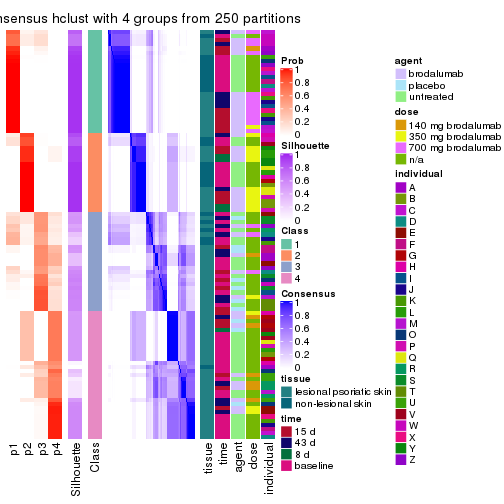 nsensus hclust with 4 groups from 250 partitions
Prob
1
0.8
0.6
0.4
0.2
0
Silhouette
1
0.8
0.6
0.4
0.2
0
Class
1
2
3
4
Consensus
1
0.8
0.6
0.4
0.2
0
tissue
lesional psoriatic skin
non-lesional skin
time
15 d
43 d
8 d
baseline
agent
brodalumab
placebo
untreated
dose
140 mg brodalumab
350 mg brodalumab
700 mg brodalumab
n/a
individual
A
B
C
D
E
F
G
H
I
J
K
L
M
O
P
Q
R
S
T
U
V
W
X
Y
Z
p1
p2
p3
p4
Silhouette
Class
tissue
time
agent
dose
individual